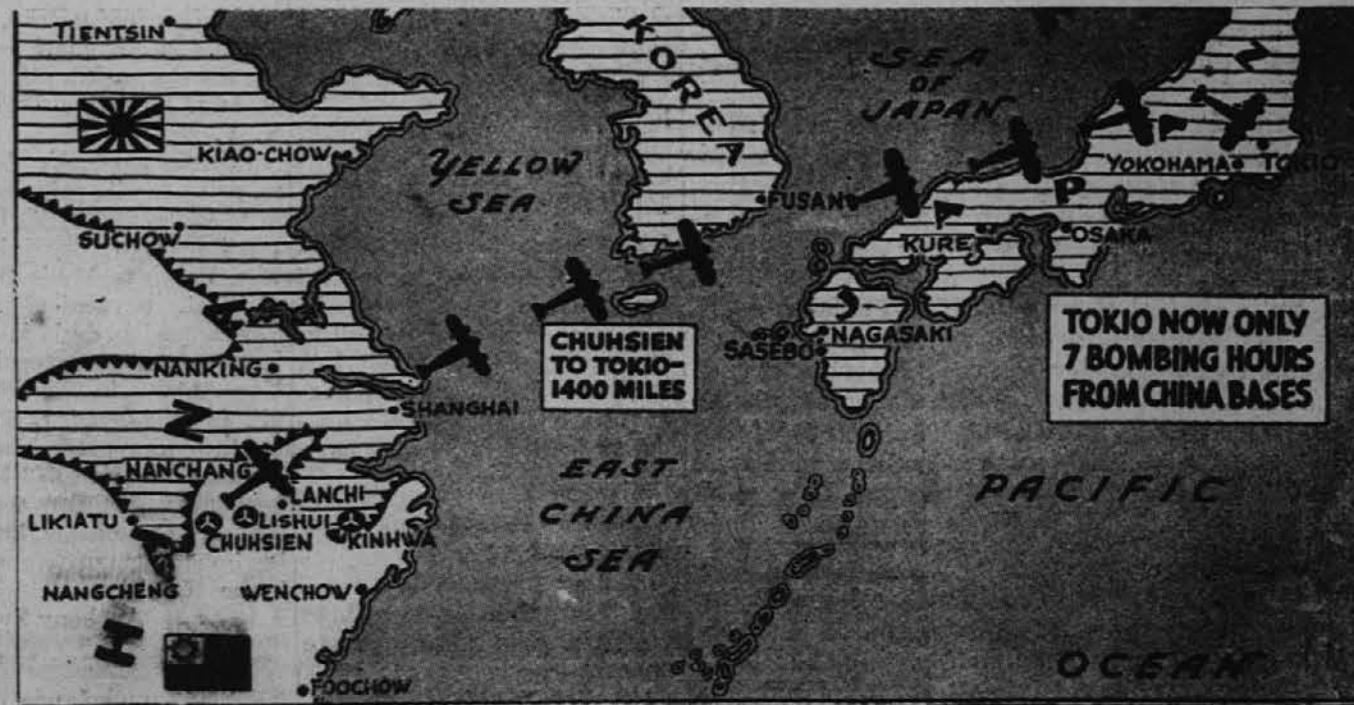 TIENTSIN
KOREA
SEA
OF
JAPAN
KIAO-CHOW
YELLOW
SEA
YOKOHAMA
TOKIO
FUSAN
SUCHOW
KURE
OSAKA
JAPAN
CHUHSIEN
TO TOKIO-
1400 MILES
SASEBO
NAGASAKI
TOKIO NOW ONLY
7 BOMBING HOURS
FROM CHINA BASES
NANKING
SHANGHAI
CHINA
NANCHANG
LANCHI
EAST
CHINA
SEA
PACIFIC
OCEAN
LIKIATU
LISHUI
CHUHSIEN
KINHWA
NANGCHENG
WENCHOW
FOOCHOW